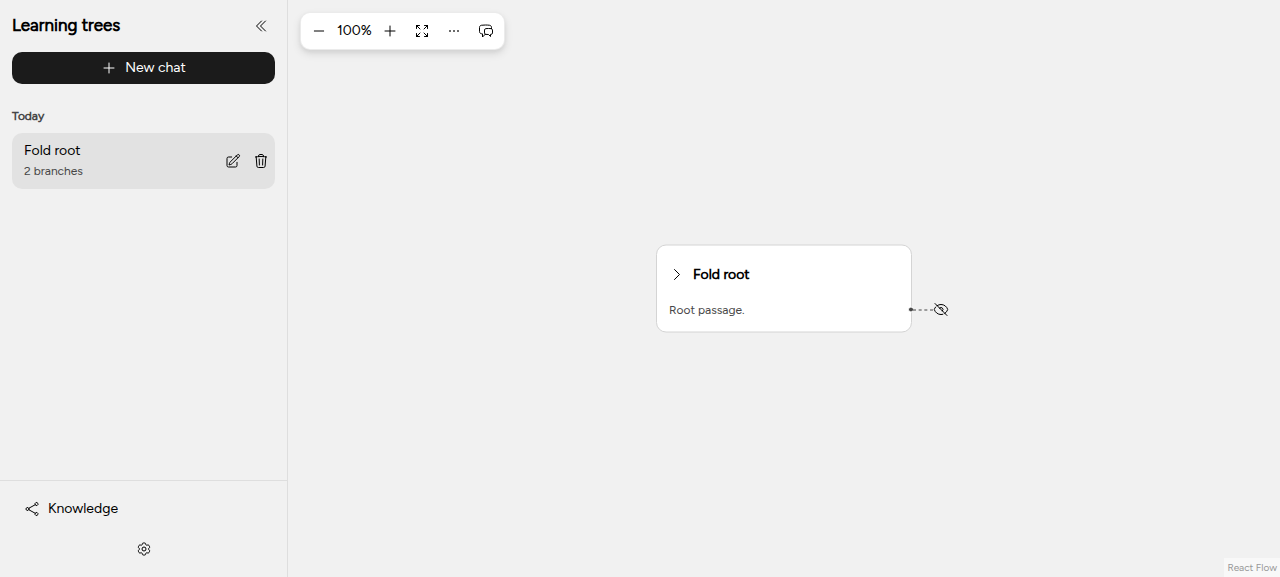 Learning trees
New chat
Today
Fold root
2 branches
Knowledge
100%
Fold root
Root passage.
React Flow